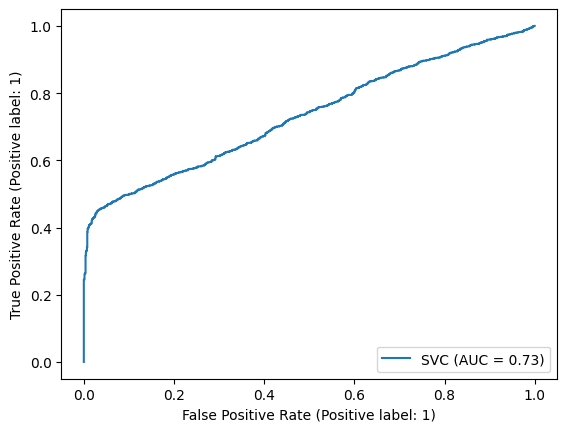 1.0
0.8
0.6
0.4
0.2
0.0
True Positive Rate (Positive label: 1)
SVC (AUC = 0.73)
0.0 0.2 0.4 0.6 0.8 1.0
False Positive Rate (Positive label: 1)